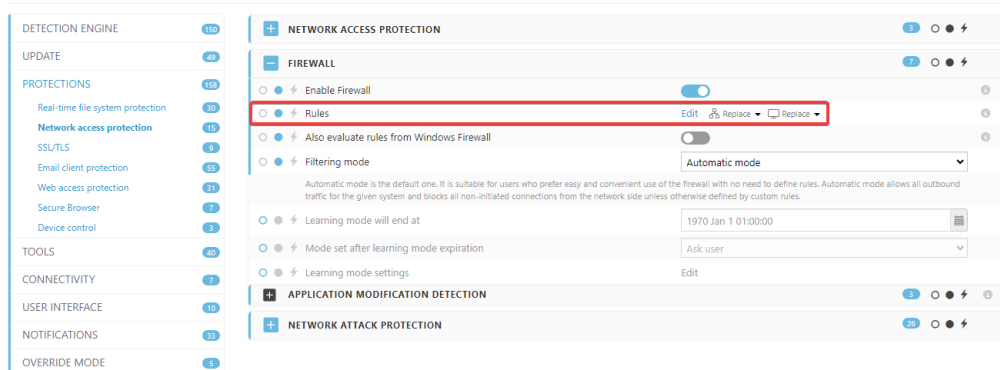 DETECTION ENGINE 150
UPDATE 49
PROTECTIONS 158
Real-time file system protection 30
Network access protection 15
SSL/TLS 9
Email client protection 55
Web access protection 31
Secure Browser 7
Device control 3
TOOLS 40
CONNECTIVITY 7
USER INTERFACE 10
NOTIFICATIONS 33
OVERRIDE MODE 5
NETWORK ACCESS PROTECTION 3
FIREWALL 7
Enable Firewall
Rules Edit Replace Replace
Also evaluate rules from Windows Firewall
Filtering mode Automatic mode
Automatic mode is the default one. It is suitable for users who prefer easy and convenient use of the firewall with no need to define rules. Automatic mode allows all outbound
traffic for the given system and blocks all non-initiated connections from the network side unless otherwise defined by custom rules.
Learning mode will end at 1970 Jan 1 01:00:00
Mode set after learning mode expiration Ask user
Learning mode settings Edit
APPLICATION MODIFICATION DETECTION 3
NETWORK ATTACK PROTECTION 26